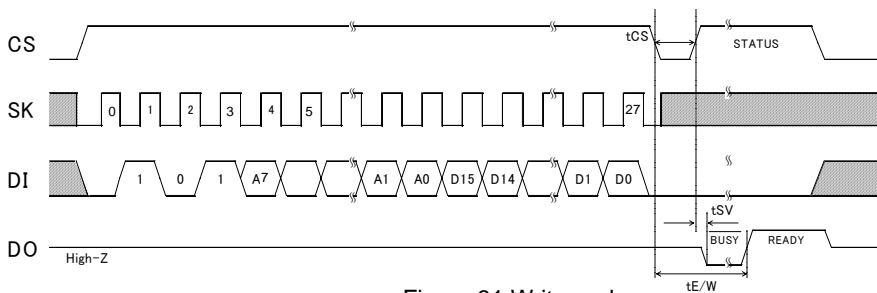 CS
tCS
STATUS
SK
0 1 2 3 4 5 27
DI
1 0 1 A7 A1 A0 D15 D14 D1 D0
tSV
DO
High-Z
BUSY READY
tE/W